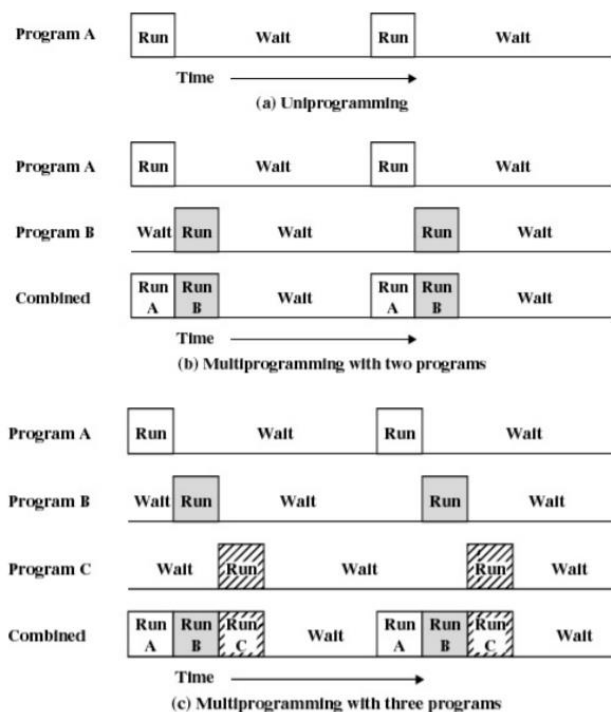 Program A Run Wait Run Wait
Time
(a) Uniprogramming
Program A Run Wait Run Wait
Program B Wait Run Wait Run Wait
Combined Run A Run B Wait Run A Run B Wait
Time
(b) Multiprogramming with two programs
Program A Run Wait Run Wait
Program B Wait Run Wait Run Wait
Program C Wait Run Wait Run Wait
Combined Run A Run B Run C Wait Run A Run B Run C Wait
Time
(c) Multiprogramming with three programs